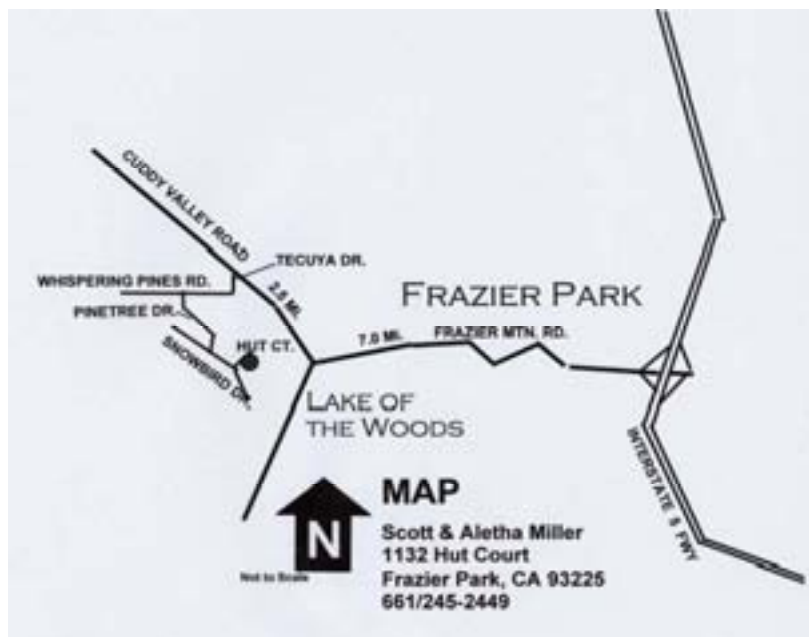 CUDDY VALLEY ROAD
TECUYA DR.
WHISPERING PINES RD.
2.8 MI.
PINETREE DR.
FRAZIER PARK
7.0 MI.
FRAZIER MTN. RD.
HUT CT.
SNOWBIRD DR.
LAKE OF
THE WOODS
INTERSTATE 5 FWY
MAP
N
Scott & Aletha Miller
1132 Hut Court
Not to Scale
Frazier Park, CA 93225
661/245-2449